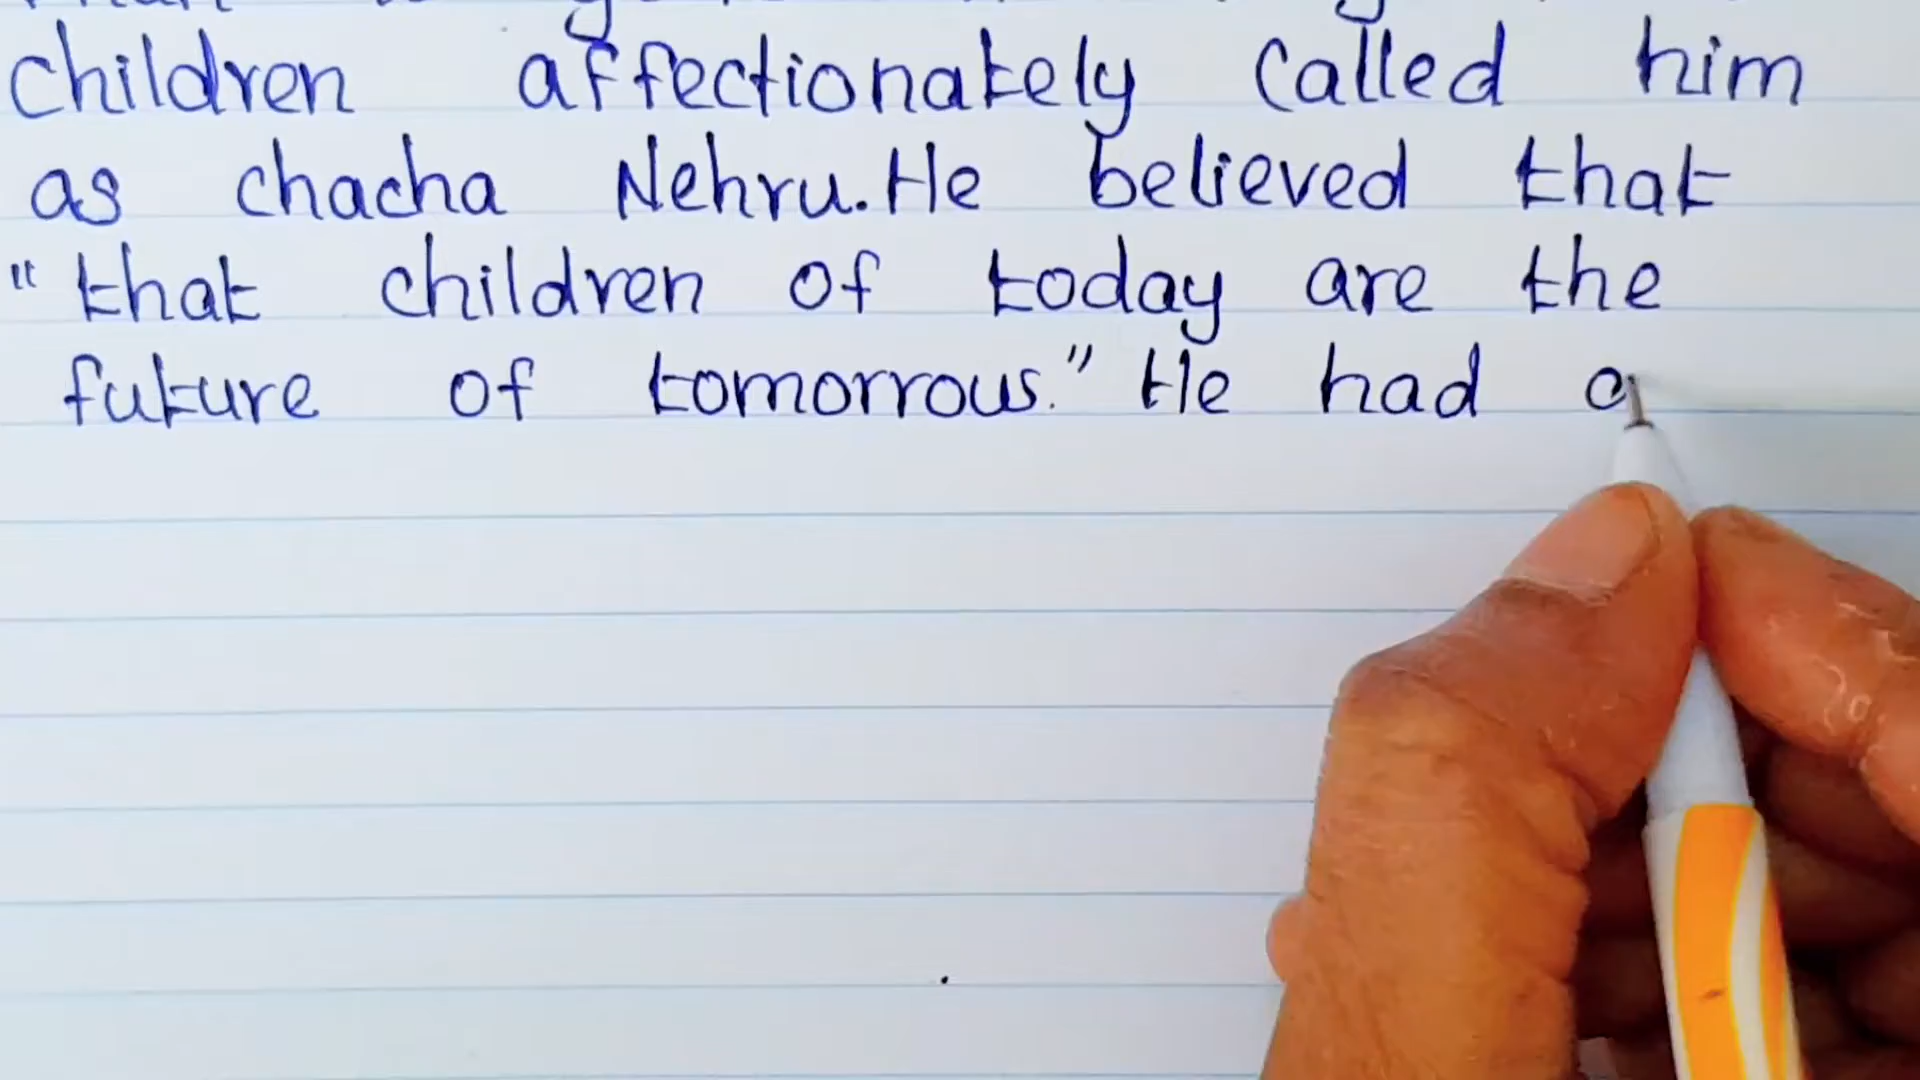 children affectionately called him
as chacha Nehru. He believed that
"that children of today are the
future of tomorrous." He had a